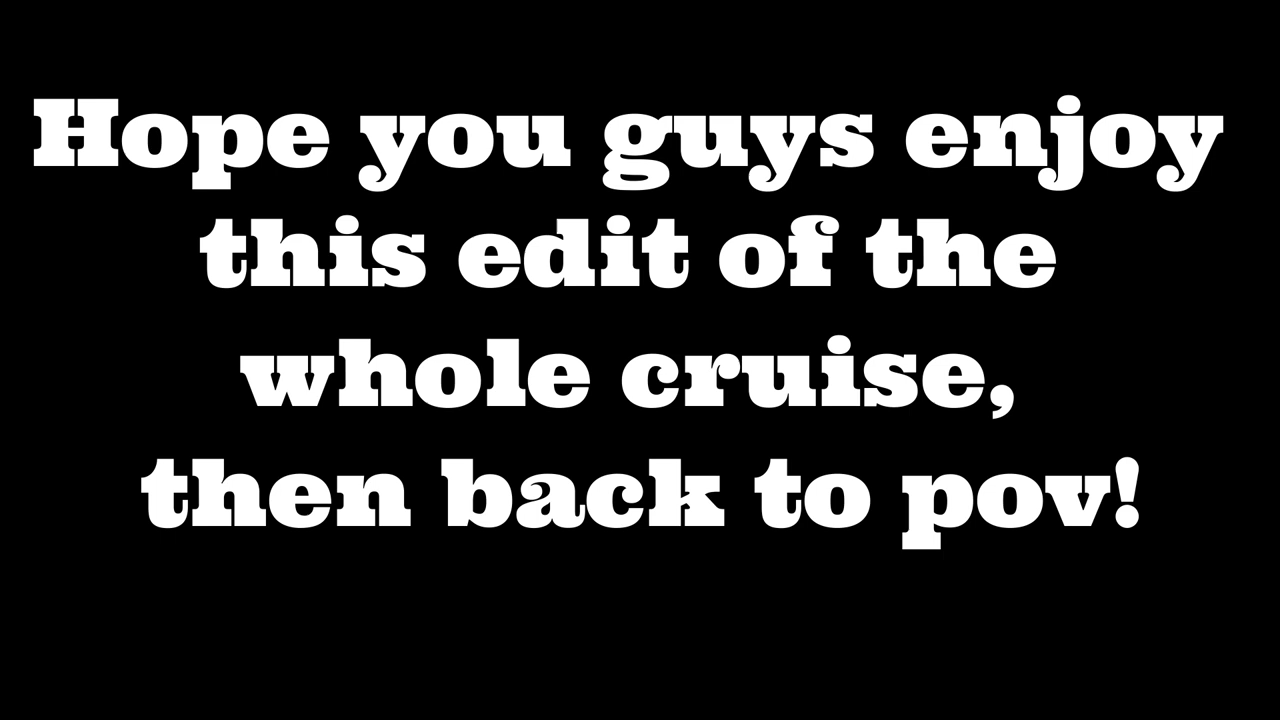 Hope you guys enjoy
this edit of the
whole cruise,
then back to pov!